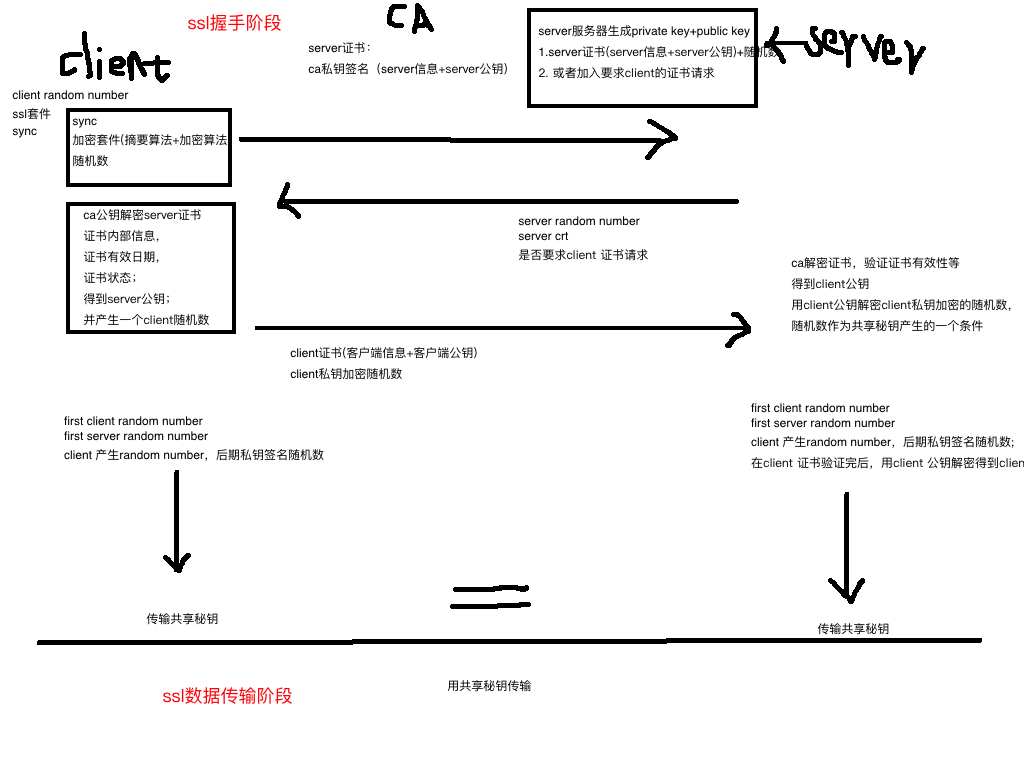 ssl握手阶段
CA
server证书：
ca私钥签名（server信息+server公钥）
server服务器生成private key+public key
1.server证书(server信息+server公钥)+随机数
2. 或者加入要求client的证书请求
server
client
client random number
ssl套件
sync
sync
加密套件(摘要算法+加密算法
随机数
ca公钥解密server证书
证书内部信息，
证书有效日期，
证书状态；
得到server公钥；
并产生一个client随机数
server random number
server crt
是否要求client 证书请求
ca解密证书，验证证书有效性等
得到client公钥
用client公钥解密client私钥加密的随机数，
随机数作为共享秘钥产生的一个条件
client证书(客户端信息+客户端公钥)
client私钥加密随机数
first client random number
first server random number
client 产生random number，后期私钥签名随机数
first client random number
first server random number
client 产生random number，后期私钥签名随机数;
在client 证书验证完后，用client 公钥解密得到clien
传输共享秘钥
传输共享秘钥
ssl数据传输阶段
用共享秘钥传输